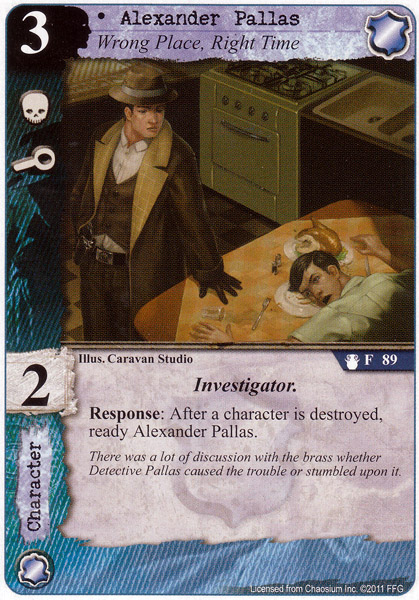 3
• Alexander Pallas
Wrong Place, Right Time
Illus. Caravan Studio
F 89
2
Investigator.
Response: After a character is destroyed,
ready Alexander Pallas.
There was a lot of discussion with the brass whether
Detective Pallas caused the trouble or stumbled upon it.
Character
Licensed from Chaosium Inc. ©2011 FFG